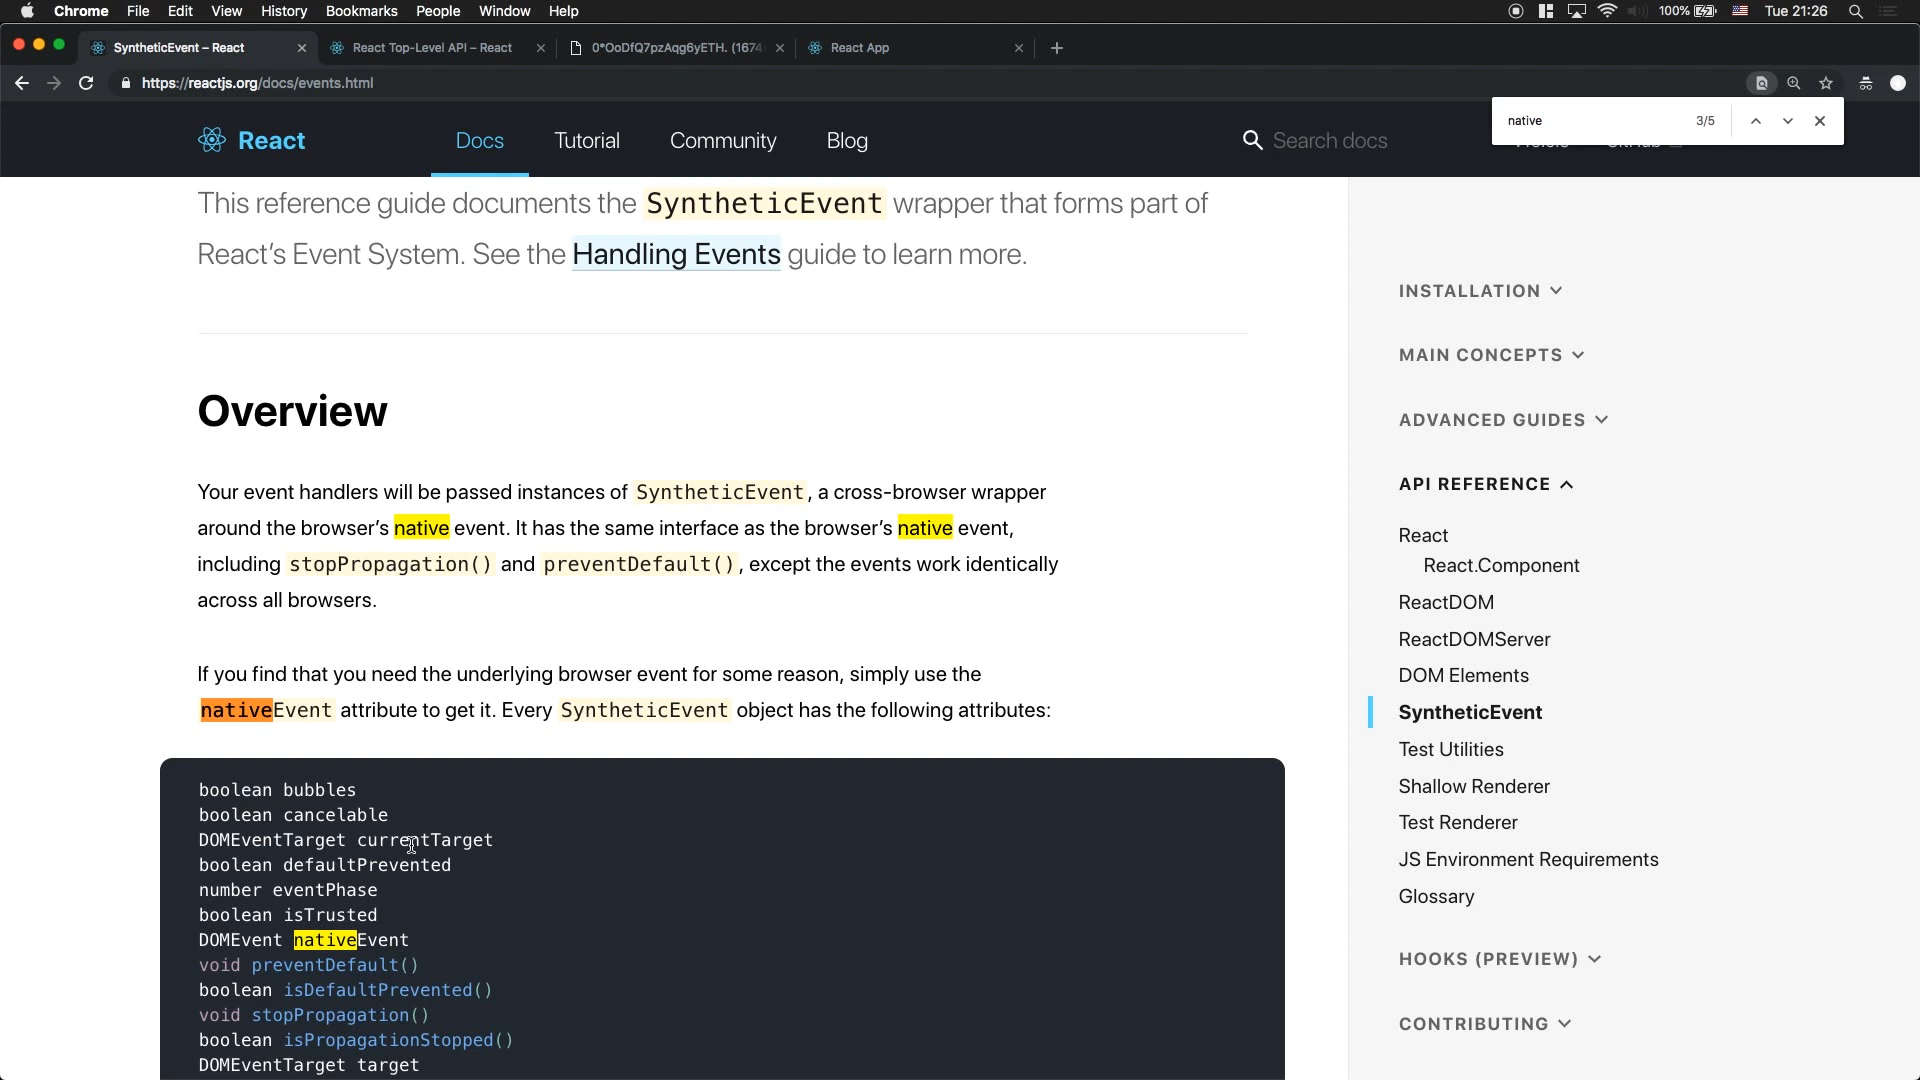 Chrome File Edit View History Bookmarks People Window Help 100% Tue 21:26
SyntheticEvent – React React Top-Level API – React 0*OoDfQ7pzAqg6yETH. (1674 React App
https://reactjs.org/docs/events.html
native 3/5
React Docs Tutorial Community Blog Search docs
This reference guide documents the SyntheticEvent wrapper that forms part of
React’s Event System. See the Handling Events guide to learn more.
Overview
Your event handlers will be passed instances of SyntheticEvent, a cross-browser wrapper
around the browser’s native event. It has the same interface as the browser’s native event,
including stopPropagation() and preventDefault(), except the events work identically
across all browsers.
If you find that you need the underlying browser event for some reason, simply use the
nativeEvent attribute to get it. Every SyntheticEvent object has the following attributes:
boolean bubbles
boolean cancelable
DOMEventTarget currentTarget
boolean defaultPrevented
number eventPhase
boolean isTrusted
DOMEvent nativeEvent
void preventDefault()
boolean isDefaultPrevented()
void stopPropagation()
boolean isPropagationStopped()
DOMEventTarget target
INSTALLATION
MAIN CONCEPTS
ADVANCED GUIDES
API REFERENCE
React
React.Component
ReactDOM
ReactDOMServer
DOM Elements
SyntheticEvent
Test Utilities
Shallow Renderer
Test Renderer
JS Environment Requirements
Glossary
HOOKS (PREVIEW)
CONTRIBUTING